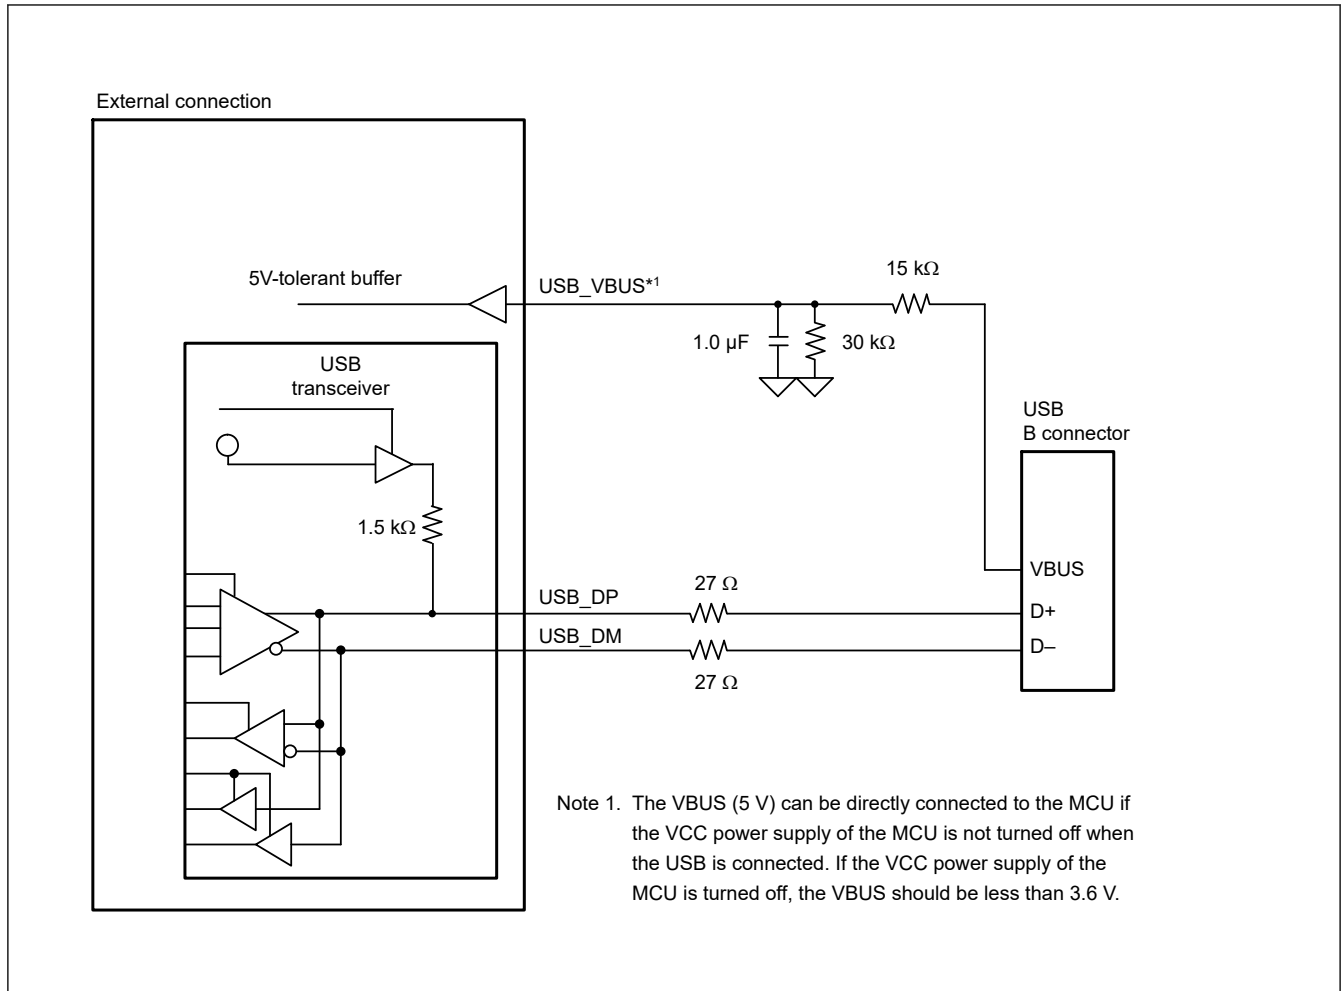 External connection
5V-tolerant buffer
USB_VBUS*1
15 kΩ
1.0 µF
30 kΩ
USB
transceiver
USB
B connector
1.5 kΩ
VBUS
27 Ω
USB_DP
D+
USB_DM
D–
27 Ω
Note 1. The VBUS (5 V) can be directly connected to the MCU if
the VCC power supply of the MCU is not turned off when
the USB is connected. If the VCC power supply of the
MCU is turned off, the VBUS should be less than 3.6 V.